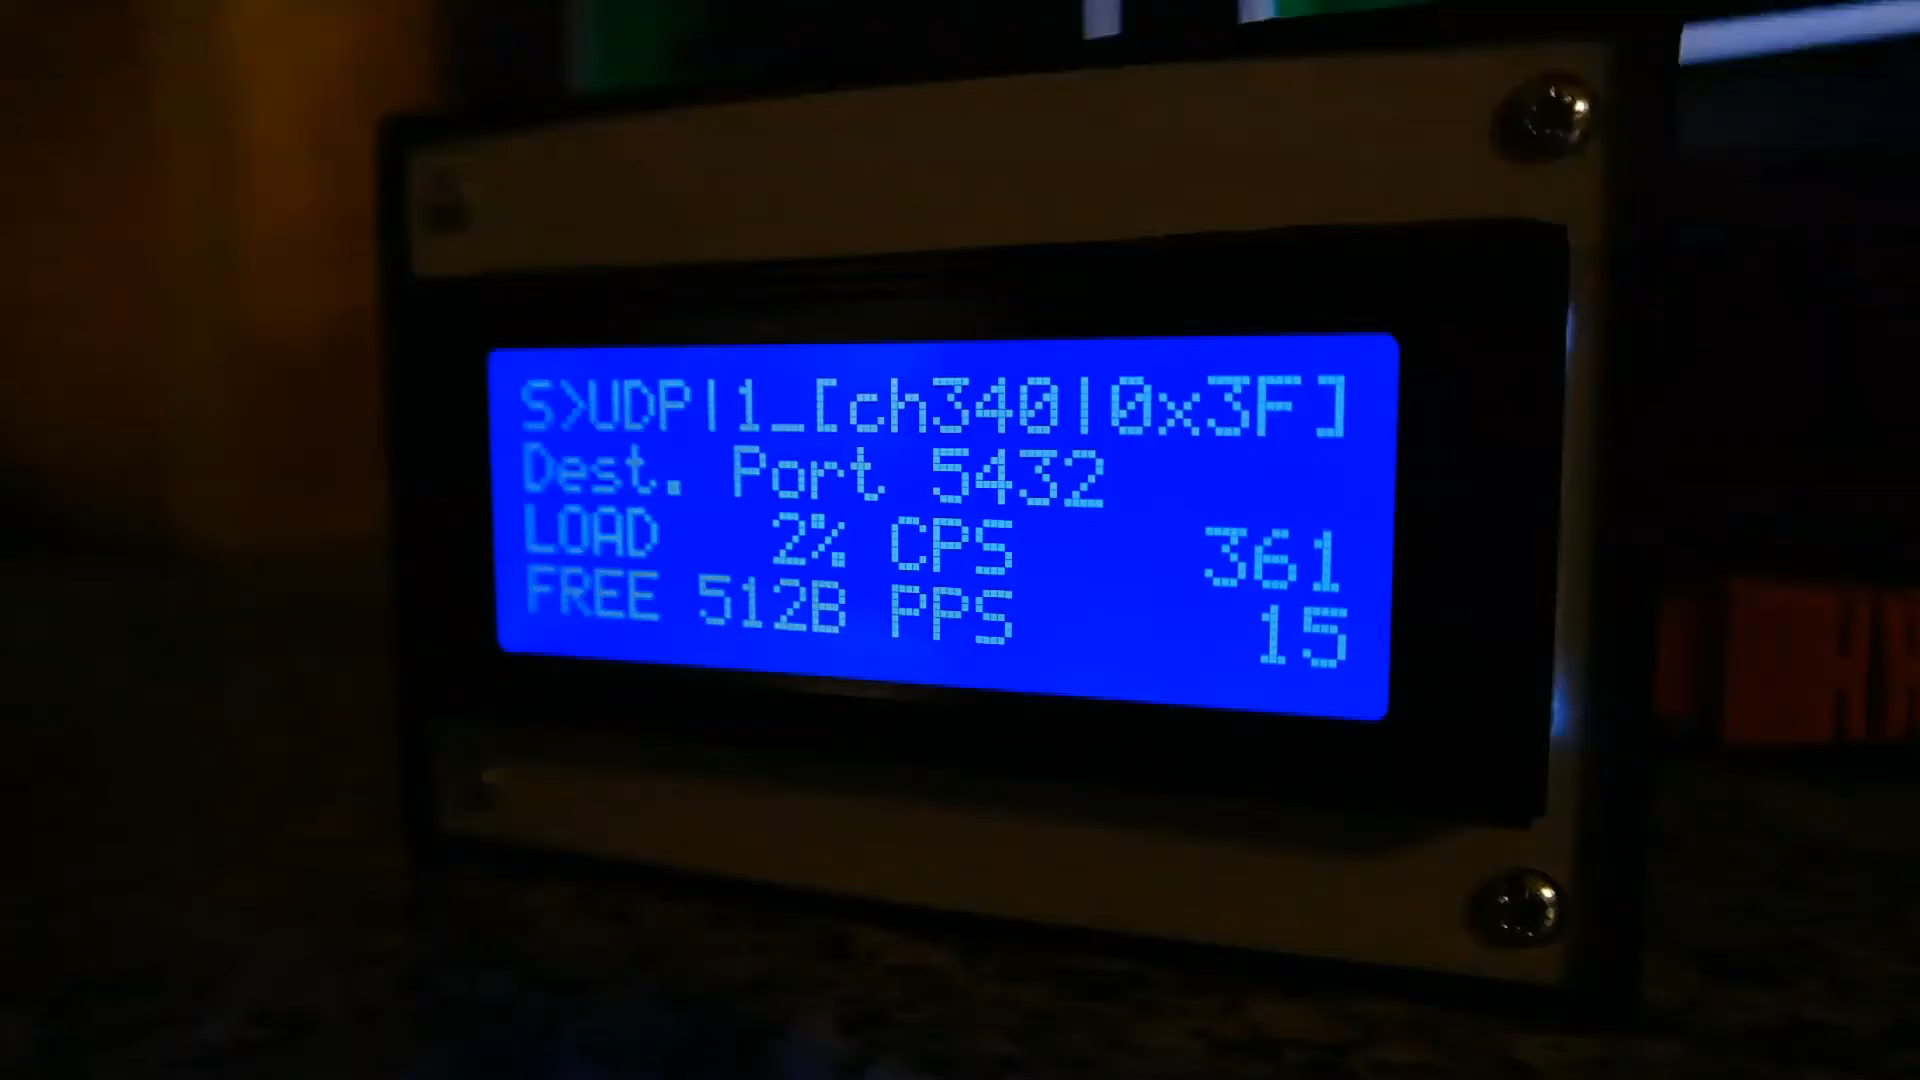 S>UDP|1_[ch340|0x3F]
Dest. Port 5432
LOAD 2% CPS 361
FREE 512B PPS 15